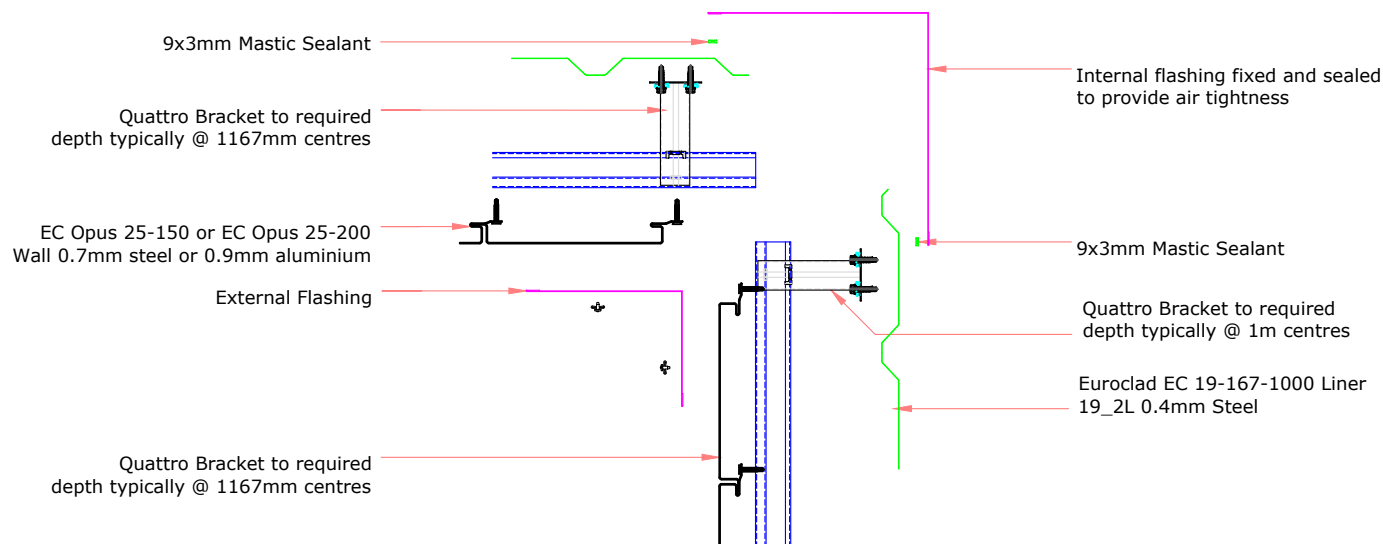 9x3mm Mastic Sealant
Quattro Bracket to required
depth typically @ 1167mm centres
EC Opus 25-150 or EC Opus 25-200
Wall 0.7mm steel or 0.9mm aluminium
External Flashing
Quattro Bracket to required
depth typically @ 1167mm centres
Internal flashing fixed and sealed
to provide air tightness
9x3mm Mastic Sealant
Quattro Bracket to required
depth typically @ 1m centres
Euroclad EC 19-167-1000 Liner
19_2L 0.4mm Steel